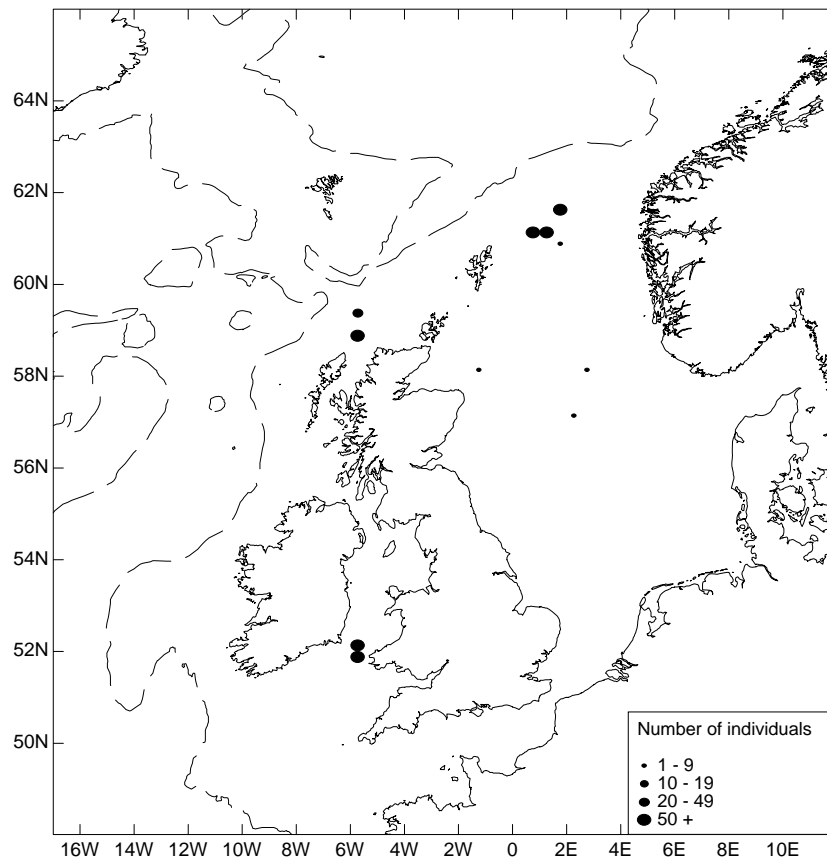 64N
62N
60N
58N
56N
54N
52N
50N
Number of individuals
1 - 9
10 - 19
20 - 49
50 +
16W 14W 12W 10W 8W 6W 4W 2W 0 2E 4E 6E 8E 10E